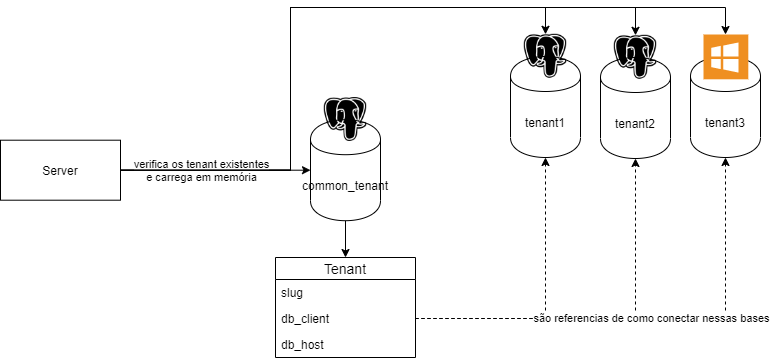 tenant1
tenant2
tenant3
Server
verifica os tenant existentes
e carrega em memória
common_tenant
Tenant
slug
db_client
db_host
são referencias de como conectar nessas bases